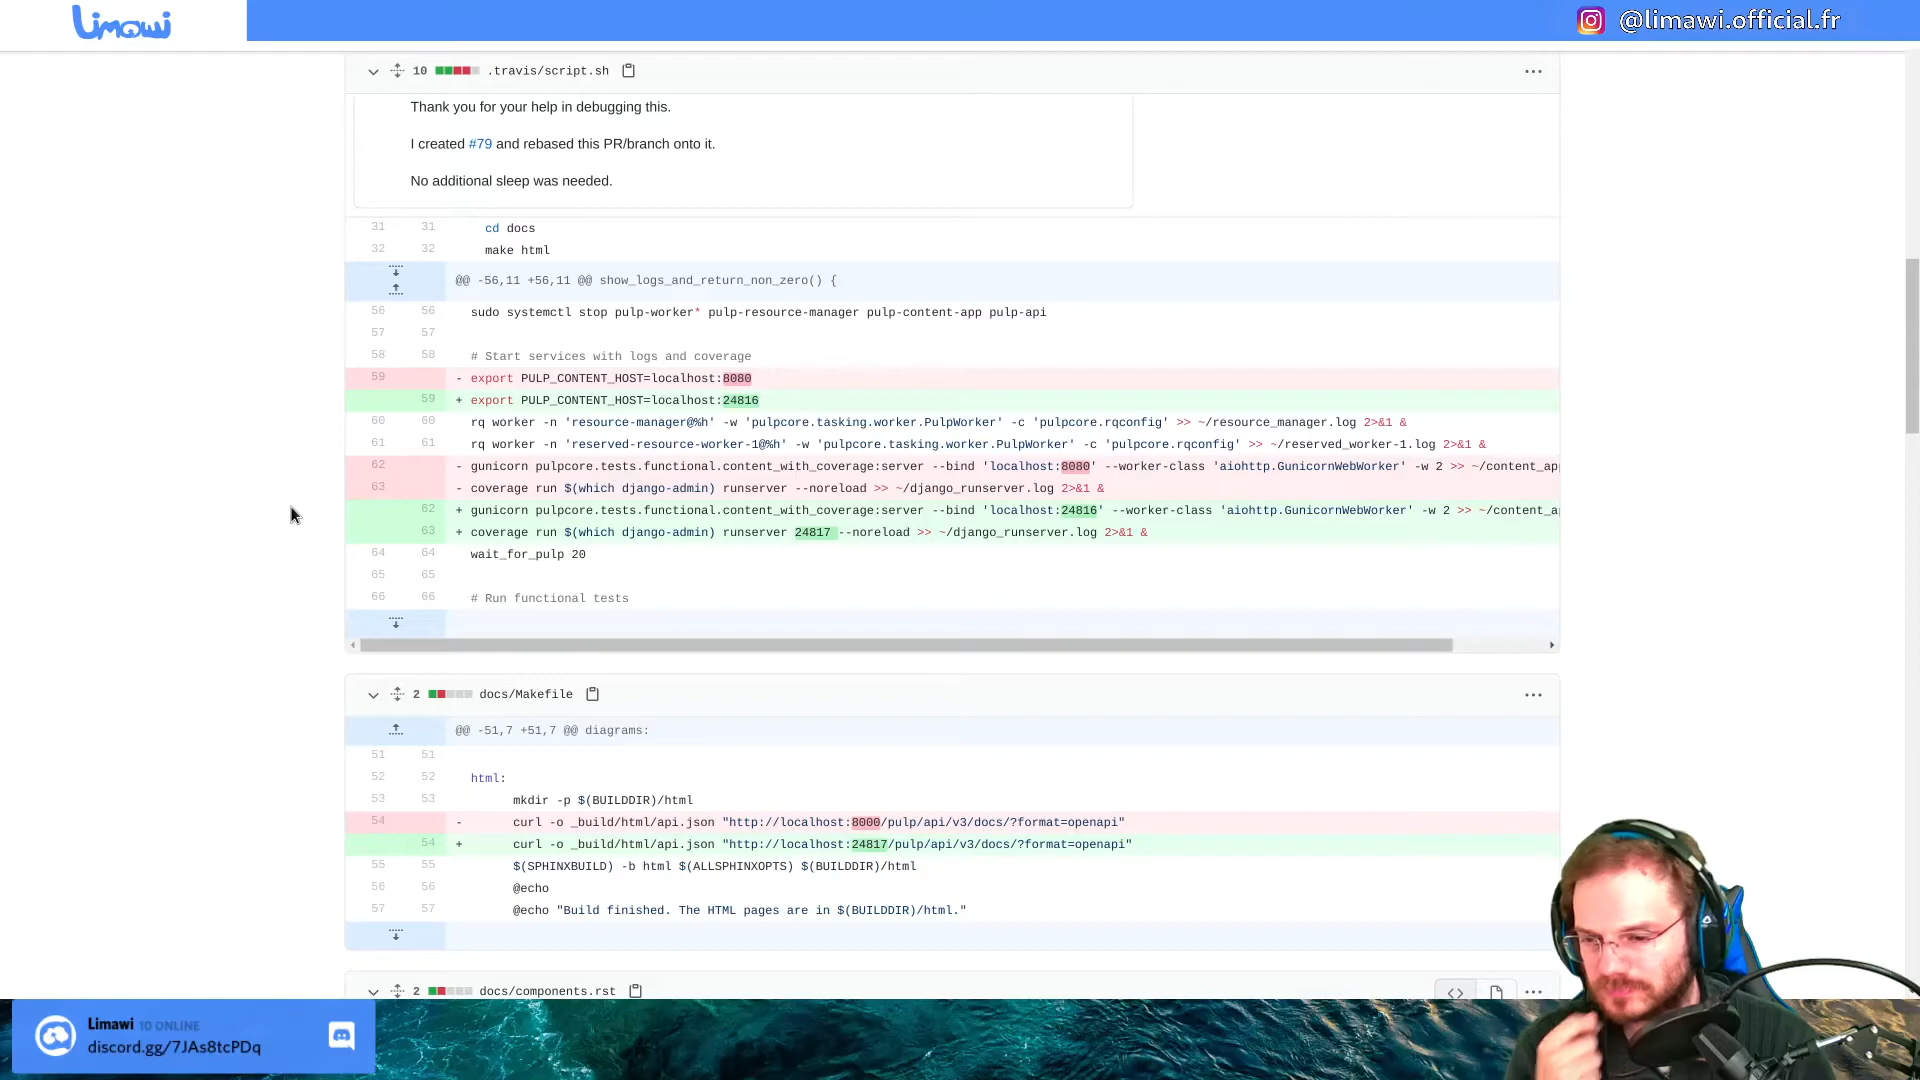 Limawi
@limawi.official.fr
10 .travis/script.sh
Thank you for your help in debugging this.
I created #79 and rebased this PR/branch onto it.
No additional sleep was needed.
31 31 cd docs
32 32 make html
@@ -56,11 +56,11 @@ show_logs_and_return_non_zero() {
56 56 sudo systemctl stop pulp-worker* pulp-resource-manager pulp-content-app pulp-api
57 57
58 58 # Start services with logs and coverage
59 - export PULP_CONTENT_HOST=localhost:8080
59 + export PULP_CONTENT_HOST=localhost:24816
60 60 rq worker -n 'resource-manager@%h' -w 'pulpcore.tasking.worker.PulpWorker' -c 'pulpcore.rqconfig' >> ~/resource_manager.log 2>&1 &
61 61 rq worker -n 'reserved-resource-worker-1@%h' -w 'pulpcore.tasking.worker.PulpWorker' -c 'pulpcore.rqconfig' >> ~/reserved_worker-1.log 2>&1 &
62 - gunicorn pulpcore.tests.functional.content_with_coverage:server --bind 'localhost:8080' --worker-class 'aiohttp.GunicornWebWorker' -w 2 >> ~/content_ap
63 - coverage run $(which django-admin) runserver --noreload >> ~/django_runserver.log 2>&1 &
62 + gunicorn pulpcore.tests.functional.content_with_coverage:server --bind 'localhost:24816' --worker-class 'aiohttp.GunicornWebWorker' -w 2 >> ~/content_a
63 + coverage run $(which django-admin) runserver 24817 --noreload >> ~/django_runserver.log 2>&1 &
64 64 wait_for_pulp 20
65 65
66 66 # Run functional tests
2 docs/Makefile
@@ -51,7 +51,7 @@ diagrams:
51 51
52 52 html:
53 53 mkdir -p $(BUILDDIR)/html
54 - curl -o _build/html/api.json "http://localhost:8000/pulp/api/v3/docs/?format=openapi"
54 + curl -o _build/html/api.json "http://localhost:24817/pulp/api/v3/docs/?format=openapi"
55 55 $(SPHINXBUILD) -b html $(ALLSPHINXOPTS) $(BUILDDIR)/html
56 56 @echo
57 57 @echo "Build finished. The HTML pages are in $(BUILDDIR)/html."
2 docs/components.rst
Limawi 10 ONLINE
discord.gg/7JAs8tcPDq